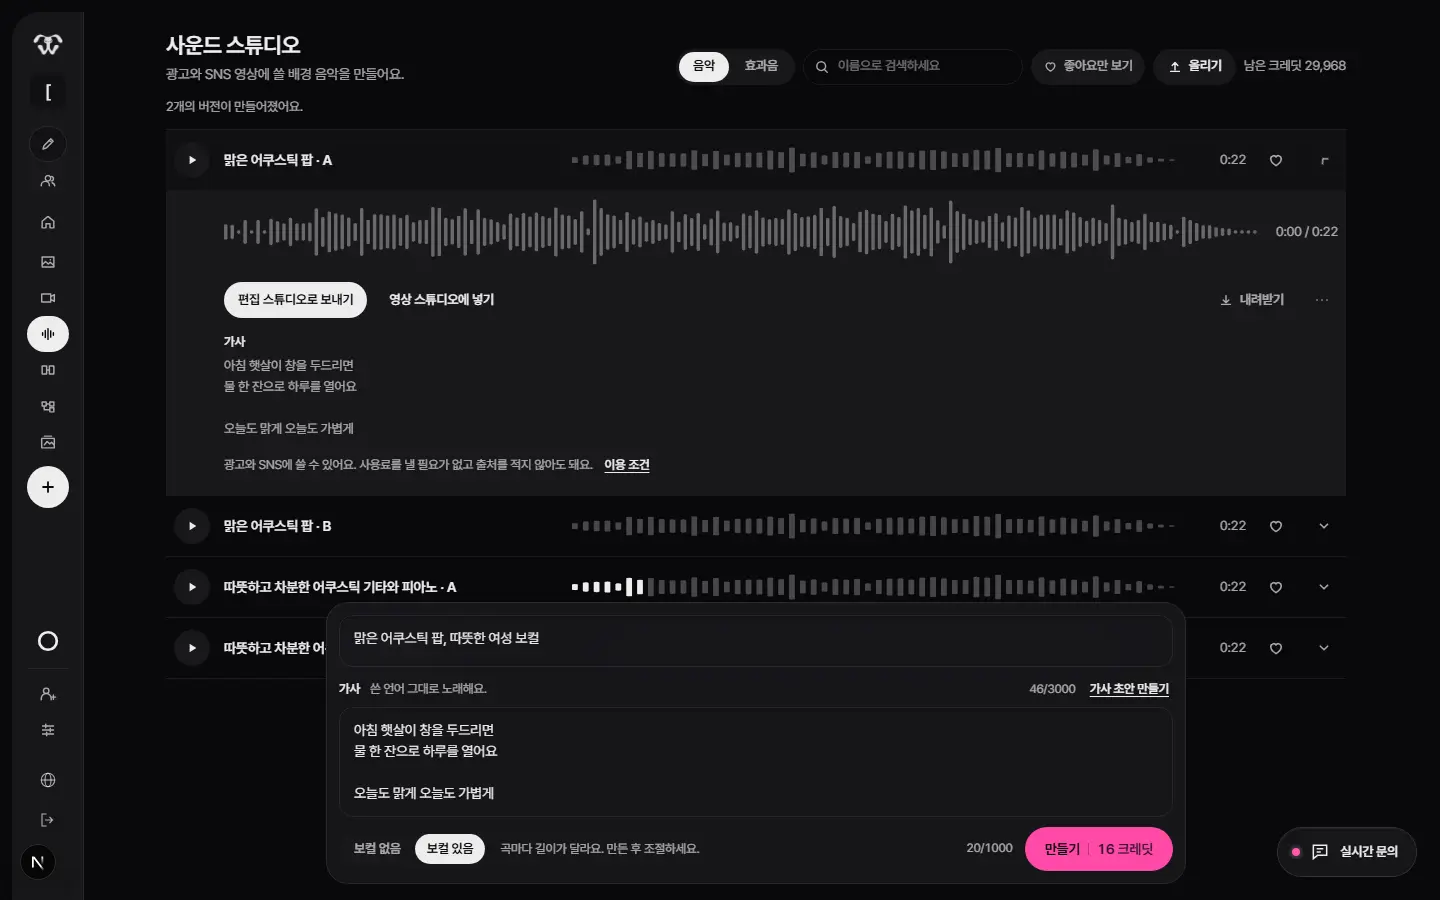 사운드 스튜디오
광고와 SNS 영상에 쓸 배경 음악을 만들어요.
음악
효과음
이름으로 검색하세요
좋아요만 보기
올리기
남은 크레딧 29,968
2개의 버전이 만들어졌어요.
[
맑은 어쿠스틱 팝 · A
0:22
0:00 / 0:22
편집 스튜디오로 보내기
영상 스튜디오에 넣기
내려받기
가사
아침 햇살이 창을 두드리면
물 한 잔으로 하루를 열어요
오늘도 맑게 오늘도 가볍게
광고와 SNS에 쓸 수 있어요. 사용료를 낼 필요가 없고 출처를 적지 않아도 돼요. 이용 조건
맑은 어쿠스틱 팝 · B
0:22
따뜻하고 차분한 어쿠스틱 기타와 피아노 · A
0:22
따뜻하고 차분한 어
0:22
맑은 어쿠스틱 팝, 따뜻한 여성 보컬
가사 쓴 언어 그대로 노래해요.
46/3000
가사 초안 만들기
아침 햇살이 창을 두드리면
물 한 잔으로 하루를 열어요
오늘도 맑게 오늘도 가볍게
보컬 없음
보컬 있음
곡마다 길이가 달라요. 만든 후 조절하세요.
20/1000
만들기 | 16 크레딧
실시간 문의
N